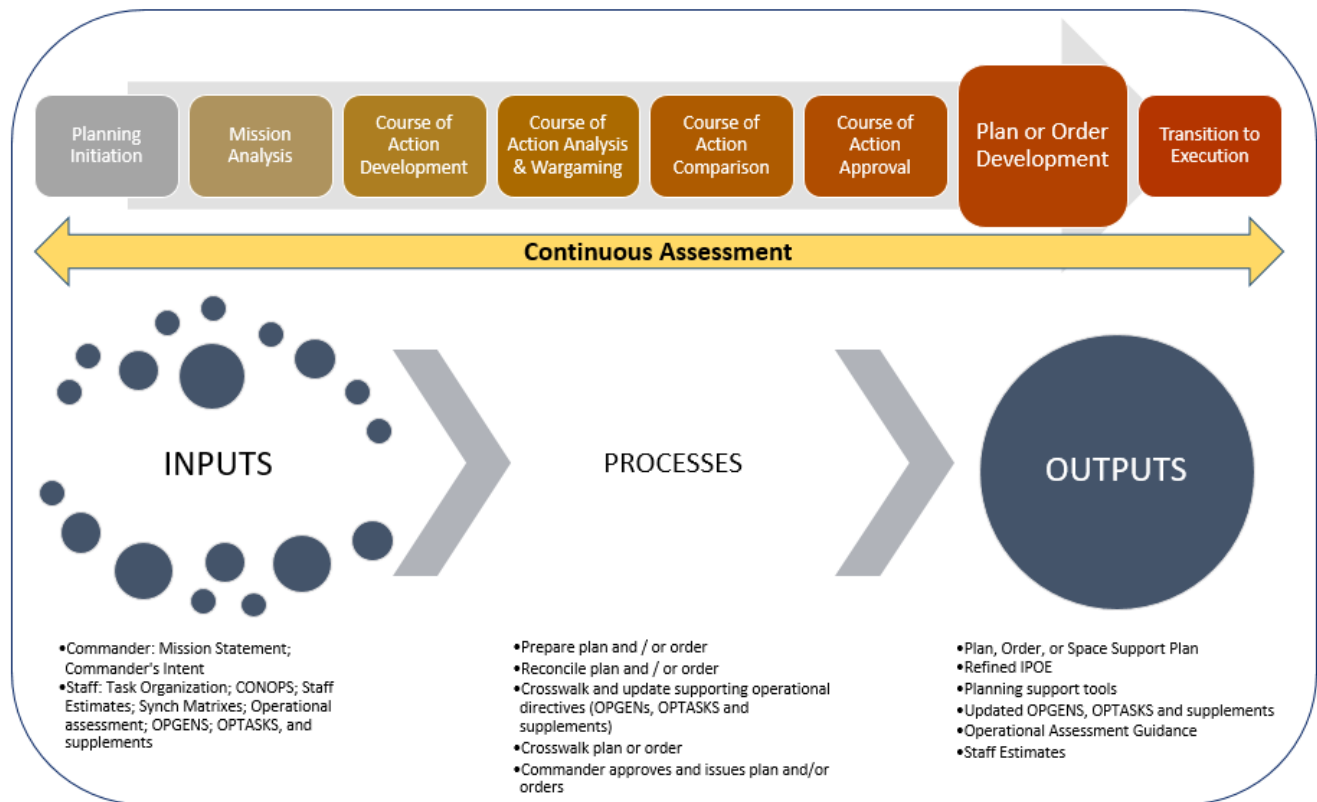 Planning
Initiation
Mission
Analysis
Course of
Action
Development
Course of
Action Analysis
& Wargaming
Course of
Action
Comparison
Course of
Action
Approval
Plan or Order
Development
Transition to
Execution
Continuous Assessment
INPUTS
PROCESSES
OUTPUTS
•Commander: Mission Statement;
Commander's Intent
•Staff: Task Organization; CONOPS; Staff
Estimates; Synch Matrixes; Operational
assessment; OPGENS; OPTASKS, and
supplements
•Prepare plan and / or order
•Reconcile plan and / or order
•Crosswalk and update supporting operational
directives (OPGENs, OPTASKS and
supplements)
•Crosswalk plan or order
•Commander approves and issues plan and/or
orders
•Plan, Order, or Space Support Plan
•Refined IPOE
•Planning support tools
•Updated OPGENS, OPTASKS and supplements
•Operational Assessment Guidance
•Staff Estimates